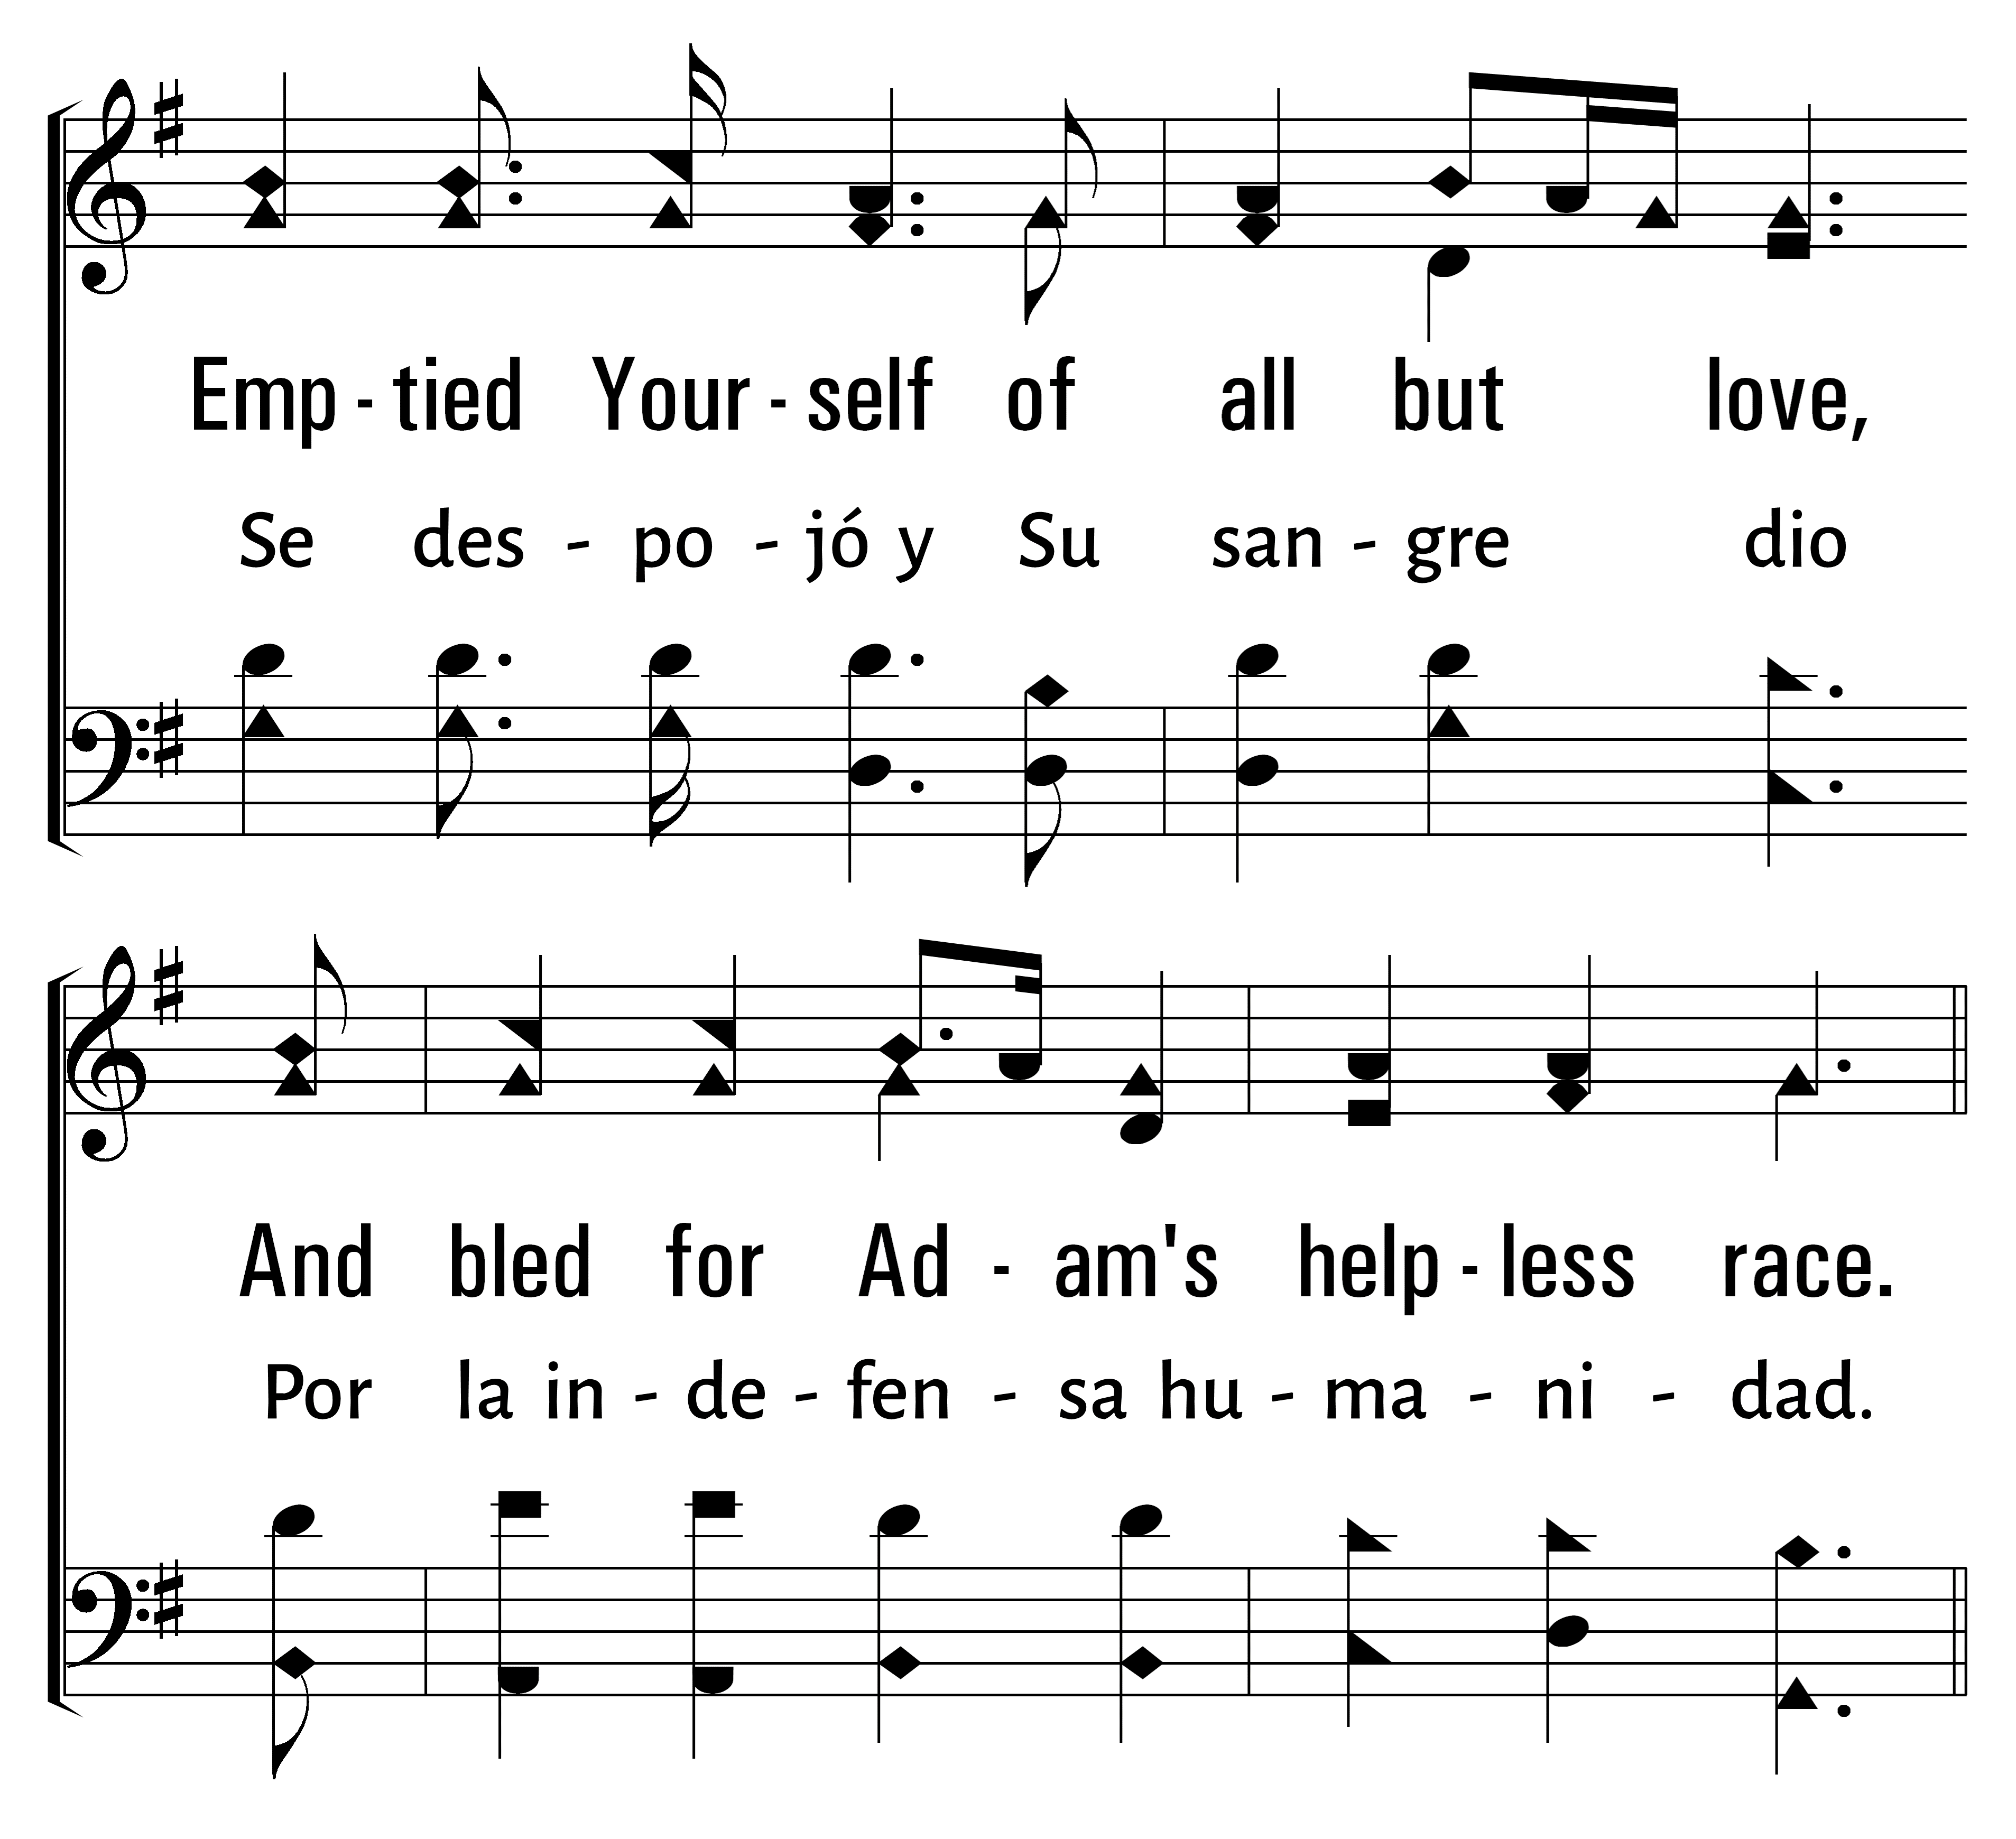 Emp - tied Your - self of all but love,
Se des - po - jó y Su san - gre dio
And bled for Ad - am's help - less race.
Por la in - de - fen - sa hu - ma - ni - dad.